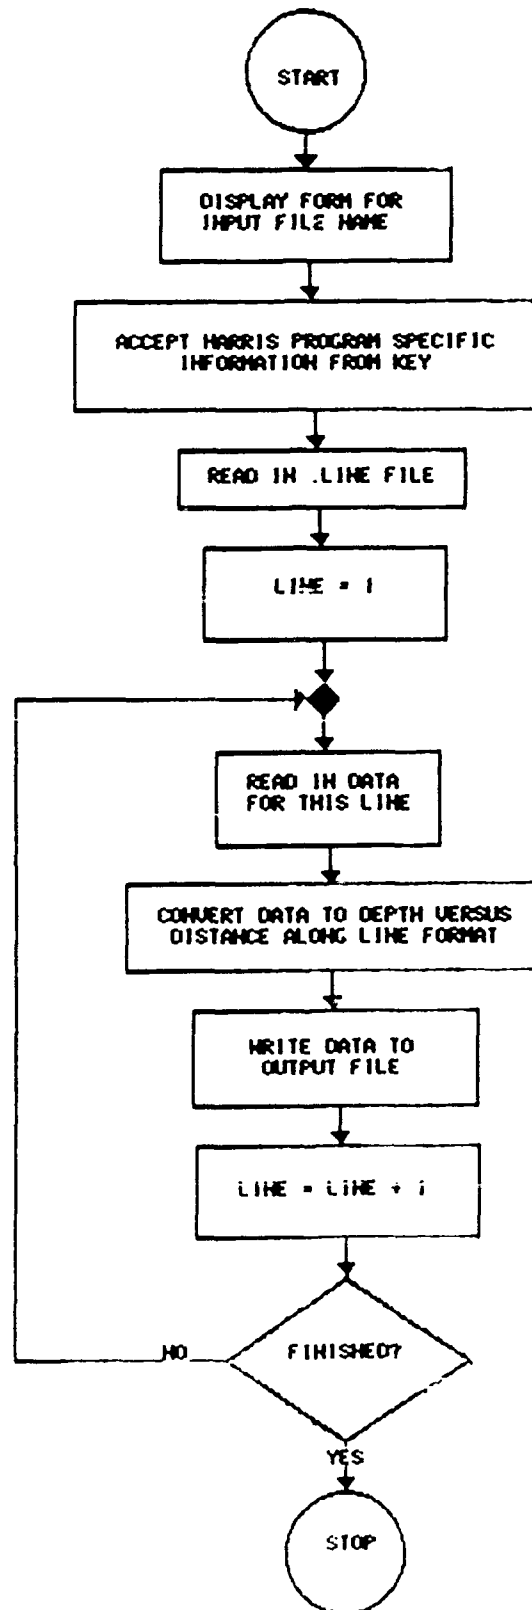 START
DISPLAY FORM FOR
INPUT FILE NAME
ACCEPT HARRIS PROGRAM SPECIFIC
INFORMATION FROM KEY
READ IN .LINE FILE
LINE = 1
READ IN DATA
FOR THIS LINE
CONVERT DATA TO DEPTH VERSUS
DISTANCE ALONG LINE FORMAT
WRITE DATA TO
OUTPUT FILE
LINE = LINE + 1
FINISHED?
NO
YES
STOP